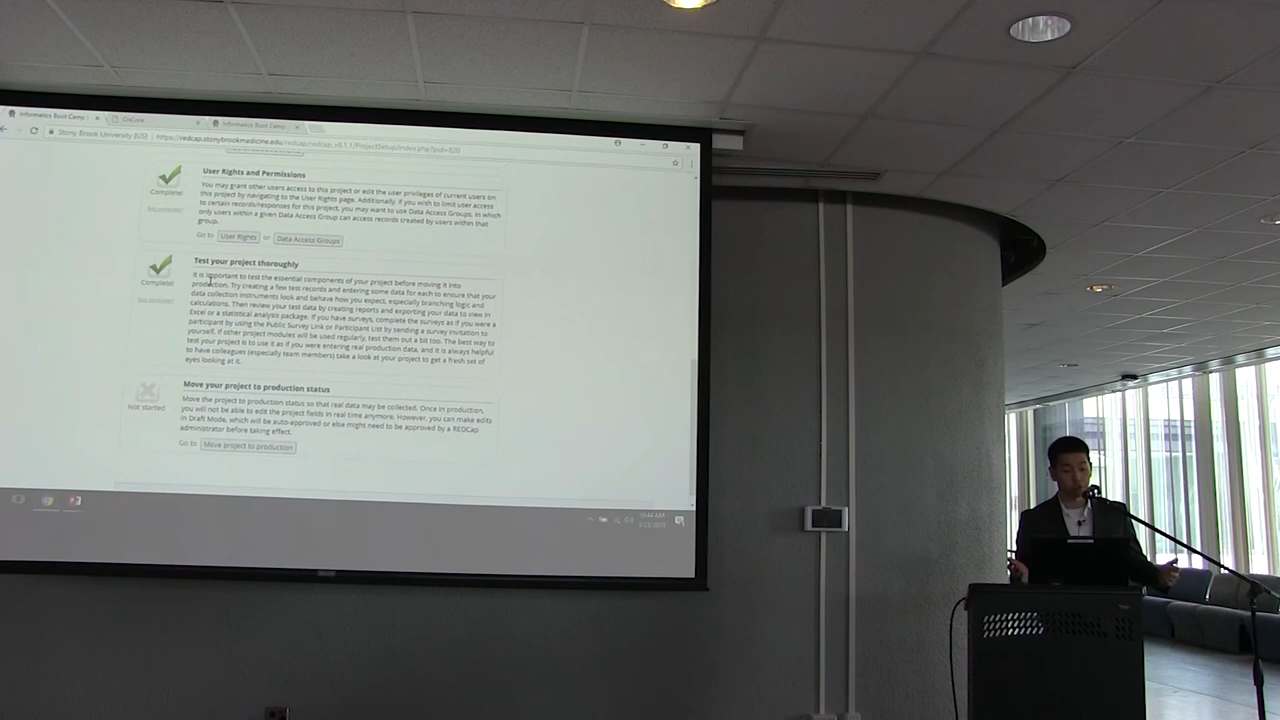 Informatics Boot Camp
OnCore
Informatics Boot Camp
Stony Brook University [US] | https://redcap.stonybrookmedicine.edu/redcap/redcap_v8.1.1/ProjectSetup/index.php?pid=820
User Rights and Permissions
Complete!
You may grant other users access to this project or edit the user privileges of current users on
this project by navigating to the User Rights page. Additionally, if you wish to limit user access
to certain records/responses for this project, you may want to use Data Access Groups, in which
only users within a given Data Access Group can access records created by users within that
group.
Go to User Rights or Data Access Groups
Test your project thoroughly
Complete!
It is important to test the essential components of your project before moving it into
production. Try creating a few test records and entering some data for each to ensure that your
data collection instruments look and behave how you expect, especially branching logic and
calculations. Then review your test data by creating reports and exporting your data to view in
Excel or a statistical analysis package. If you have surveys, complete the surveys as if you were a
participant by using the Public Survey Link or Participant List by sending a survey invitation to
yourself. If other project modules will be used regularly, test them out a bit too. The best way to
test your project is to use it as if you were entering real production data, and it is always helpful
to have colleagues (especially team members) take a look at your project to get a fresh set of
eyes looking at it.
Move your project to production status
Not started
Move the project to production status so that real data may be collected. Once in production,
you will not be able to edit the project fields in real time anymore. However, you can make edits
in Draft Mode, which will be auto-approved or else might need to be approved by a REDCap
administrator before taking effect.
Go to Move project to production
10:44 AM